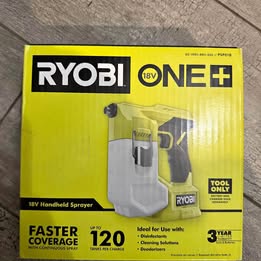 RYOBI 18V ONE+
TOOL
ONLY
18V Handheld Sprayer
RYOBI
FASTER
COVERAGE
WITH CONTINUOUS SPRAY
UP TO
120
TANKS PER CHARGE
Ideal for Use with:
• Disinfectants
• Cleaning Solutions
• Deodorizers
3 YEAR